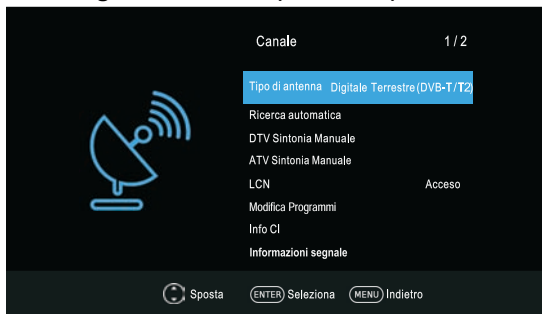 Canale 1/2
Tipo di antenna Digitale Terrestre (DVB-T/T2)
Ricerca automatica
DTV Sintonia Manuale
ATV Sintonia Manuale
LCN Acceso
Modifica Programmi
Info CI
Informazioni segnale
Sposta ENTER Seleziona MENU Indietro